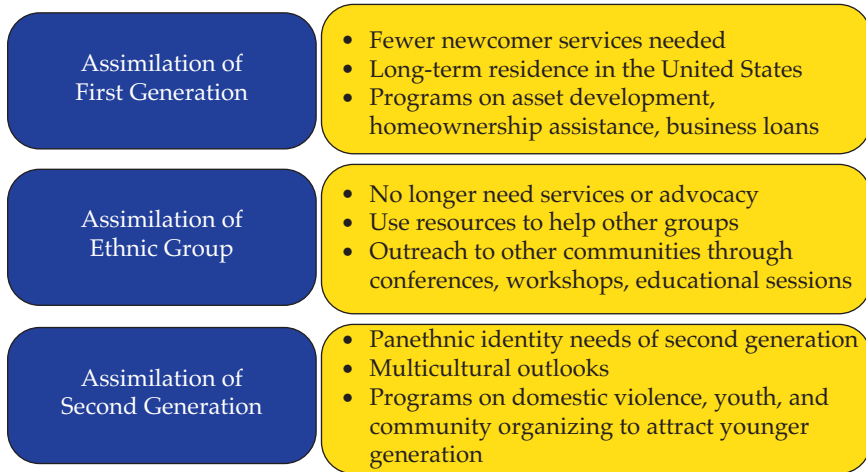 Assimilation of
First Generation
• Fewer newcomer services needed
• Long-term residence in the United States
• Programs on asset development,
homeownership assistance, business loans
Assimilation of
Ethnic Group
• No longer need services or advocacy
• Use resources to help other groups
• Outreach to other communities through
conferences, workshops, educational sessions
Assimilation of
Second Generation
• Panethnic identity needs of second generation
• Multicultural outlooks
• Programs on domestic violence, youth, and
community organizing to attract younger
generation